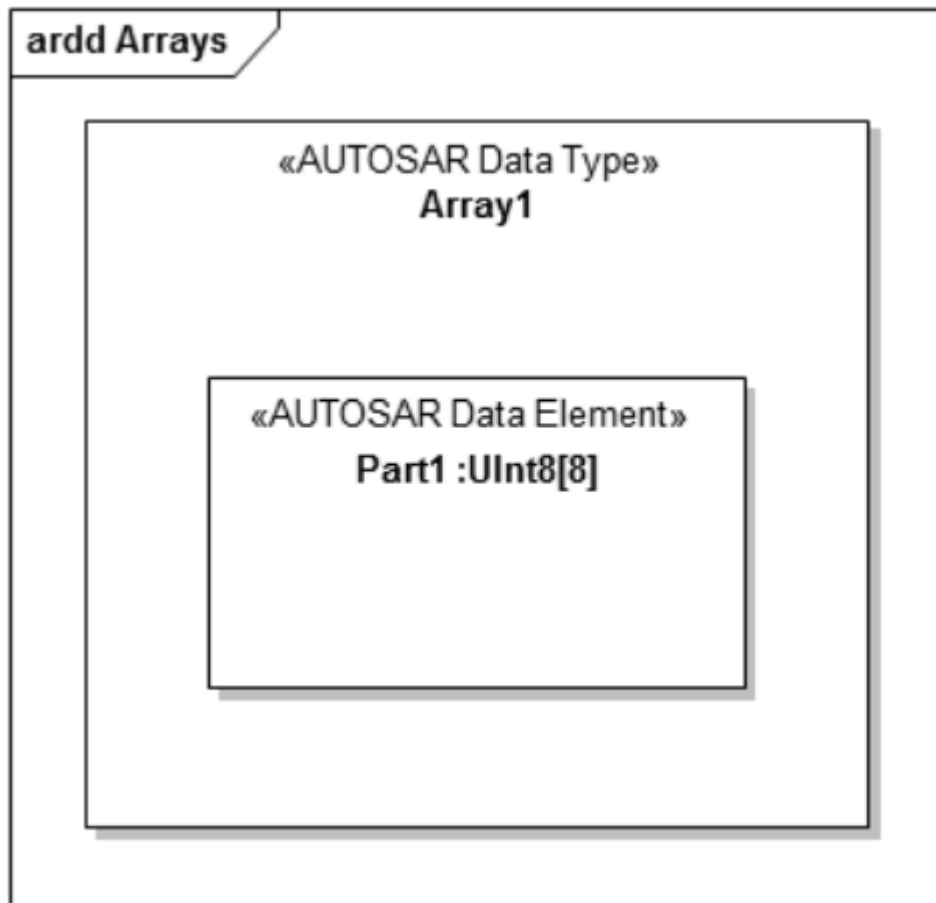 ardd Arrays
«AUTOSAR Data Type»
Array1
«AUTOSAR Data Element»
Part1 :UInt8[8]